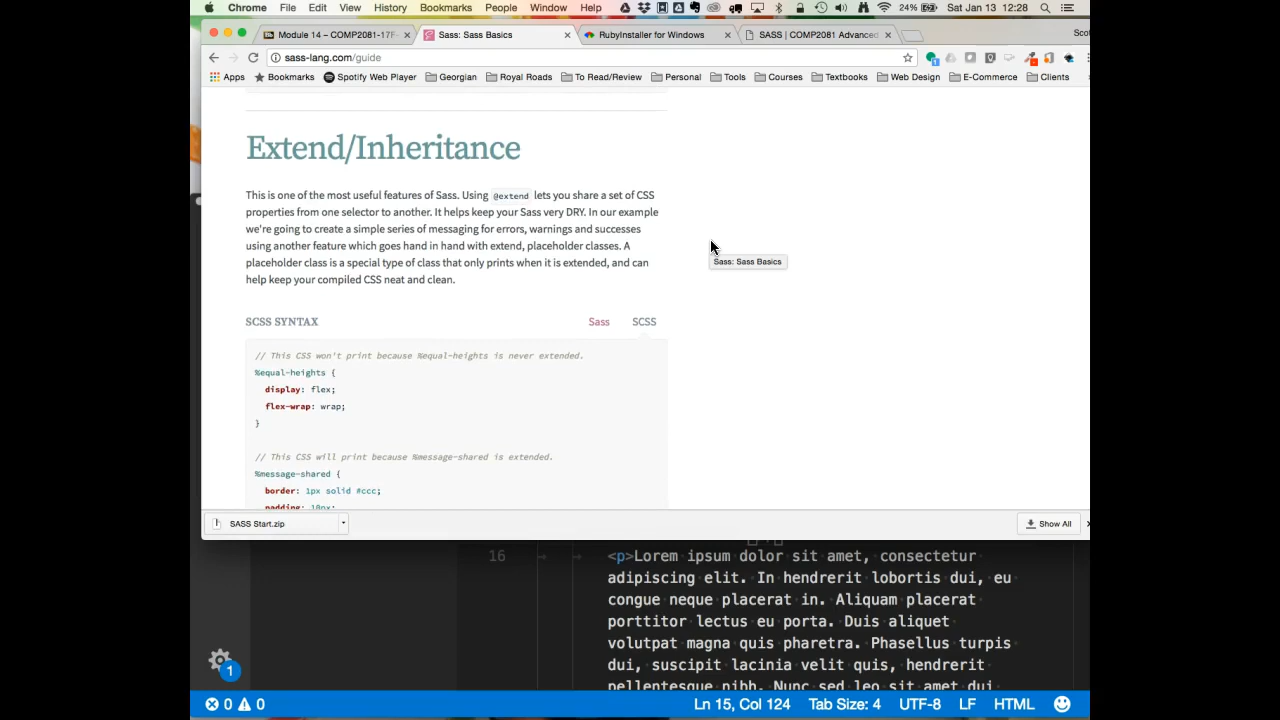 Chrome File Edit View History Bookmarks People Window Help 24% Sat Jan 13 12:28
Module 14 – COMP2081-17F- Sass: Sass Basics RubyInstaller for Windows SASS | COMP2081 Advanced Sco
sass-lang.com/guide
Apps Bookmarks Spotify Web Player Georgian Royal Roads To Read/Review Personal Tools Courses Textbooks Web Design E-Commerce Clients
Extend/Inheritance
This is one of the most useful features of Sass. Using @extend lets you share a set of CSS
properties from one selector to another. It helps keep your Sass very DRY. In our example
we're going to create a simple series of messaging for errors, warnings and successes
using another feature which goes hand in hand with extend, placeholder classes. A
placeholder class is a special type of class that only prints when it is extended, and can
help keep your compiled CSS neat and clean.
Sass: Sass Basics
SCSS SYNTAX Sass SCSS
// This CSS won't print because %equal-heights is never extended.
%equal-heights {
display: flex;
flex-wrap: wrap;
}
// This CSS will print because %message-shared is extended.
%message-shared {
border: 1px solid #ccc;
padding: 10px;
SASS Start.zip Show All
16 <p>Lorem ipsum dolor sit amet, consectetur
adipiscing elit. In hendrerit lobortis dui, eu
congue neque placerat in. Aliquam placerat
porttitor lectus eu porta. Duis aliquet
volutpat magna quis pharetra. Phasellus turpis
dui, suscipit lacinia velit quis, hendrerit
pellentesque nibh. Nunc sed leo sit amet dui
1
0 0 Ln 15, Col 124 Tab Size: 4 UTF-8 LF HTML